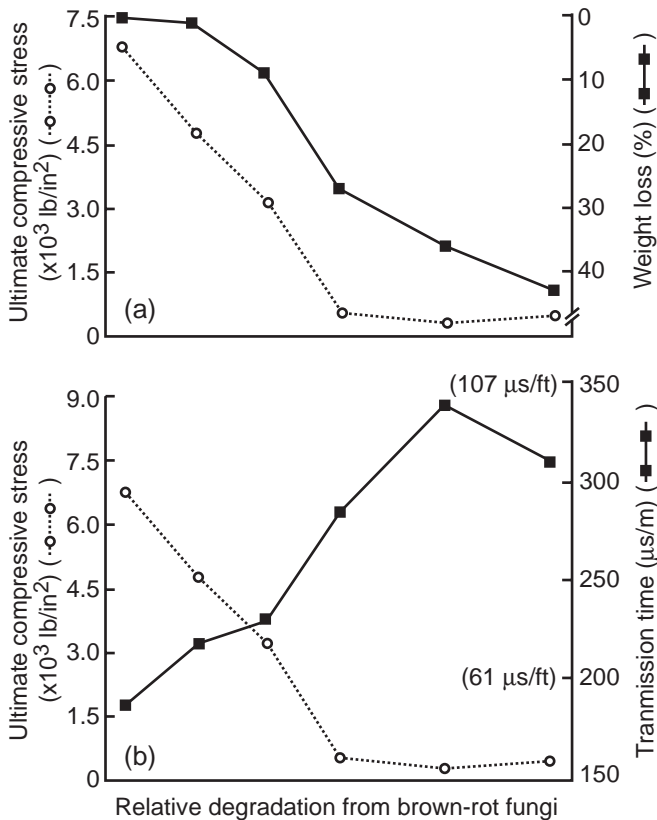 Ultimate compressive stress
(x10³ lb/in²) ( )
7.5
6.0
4.5
3.0
1.5
0
(a)
0
10
20
30
40
Weight loss (%) ( )
Ultimate compressive stress
(x10³ lb/in²) ( )
9.0
7.5
6.0
4.5
3.0
1.5
0
(b)
(107 μs/ft)
(61 μs/ft)
350
300
250
200
150
Tranmission time (μs/m) ( )
Relative degradation from brown-rot fungi